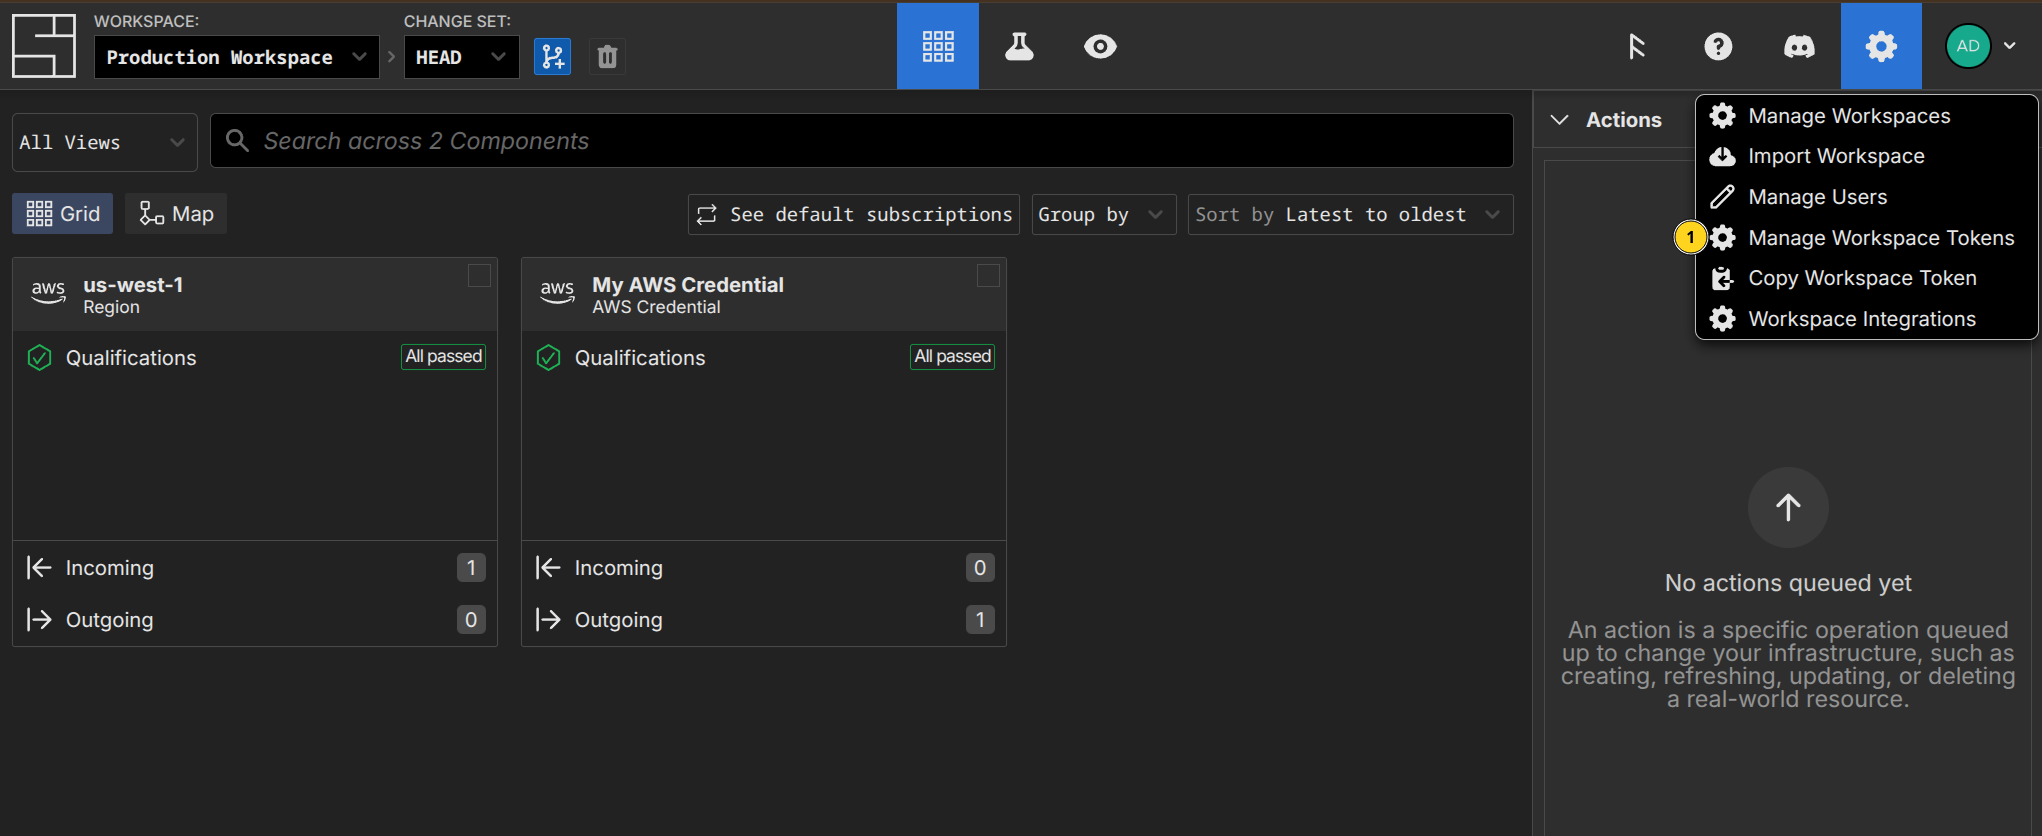 WORKSPACE:
CHANGE SET:
Production Workspace
HEAD
AD
All Views
Search across 2 Components
Grid
Map
See default subscriptions
Group by
Sort by Latest to oldest
aws
us-west-1
Region
Qualifications
All passed
Incoming
1
Outgoing
0
aws
My AWS Credential
AWS Credential
Qualifications
All passed
Incoming
0
Outgoing
1
Actions
Manage Workspaces
Import Workspace
Manage Users
1
Manage Workspace Tokens
Copy Workspace Token
Workspace Integrations
No actions queued yet
An action is a specific operation queued
up to change your infrastructure, such as
creating, refreshing, updating, or deleting
a real-world resource.